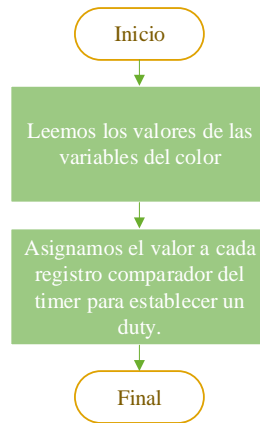 Inicio
Leemos los valores de las
variables del color
Asignamos el valor a cada
registro comparador del
timer para establecer un
duty.
Final